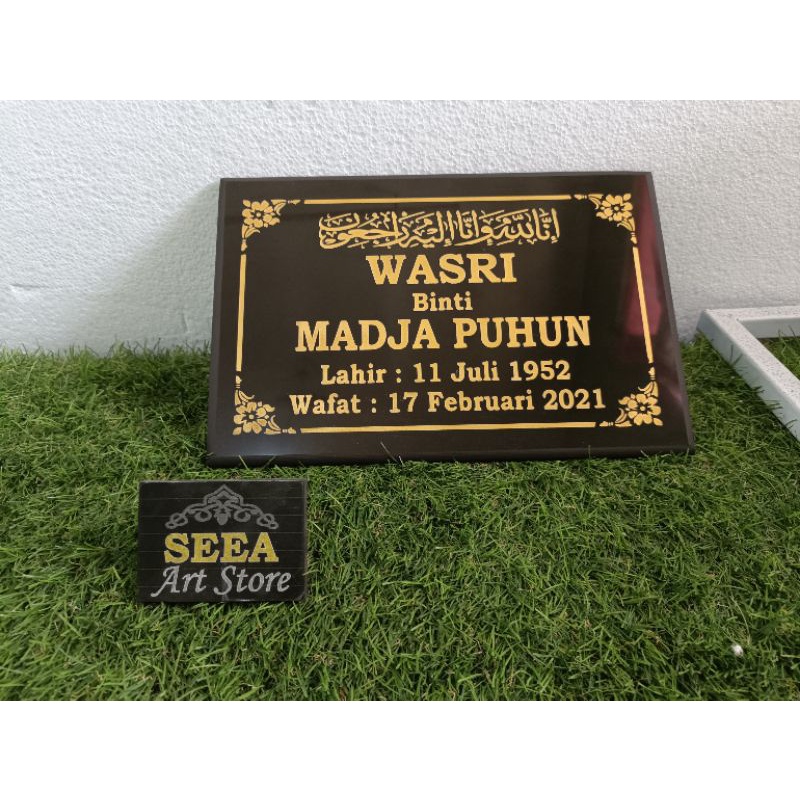 إنا لله وإنا إليه راجعون
WASRI
Binti
MADJA PUHUN
Lahir : 11 Juli 1952
Wafat : 17 Februari 2021
SEEA
Art Store